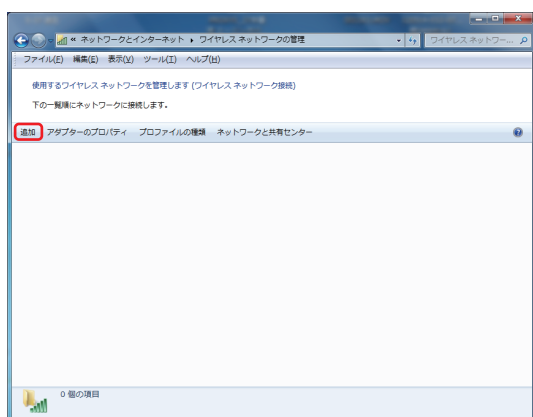 « ネットワークとインターネット ▸ ワイヤレス ネットワークの管理 ワイヤレス ネットワー...
ファイル(F) 編集(E) 表示(V) ツール(T) ヘルプ(H)
使用するワイヤレス ネットワークを管理します (ワイヤレス ネットワーク接続)
下の一覧順にネットワークに接続します。
追加 アダプターのプロパティ プロファイルの種類 ネットワークと共有センター
0 個の項目